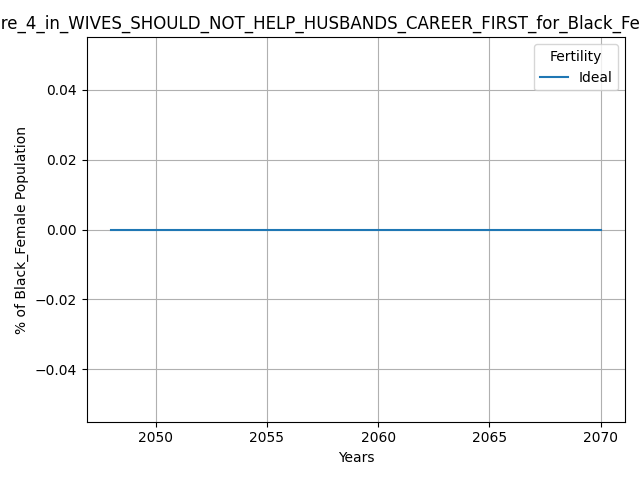 re_4_in_WIVES_SHOULD_NOT_HELP_HUSBANDS_CAREER_FIRST_for_Black_Fe
Fertility
Ideal
% of Black_Female Population
0.04
0.02
0.00
−0.02
−0.04
2050 2055 2060 2065 2070
Years